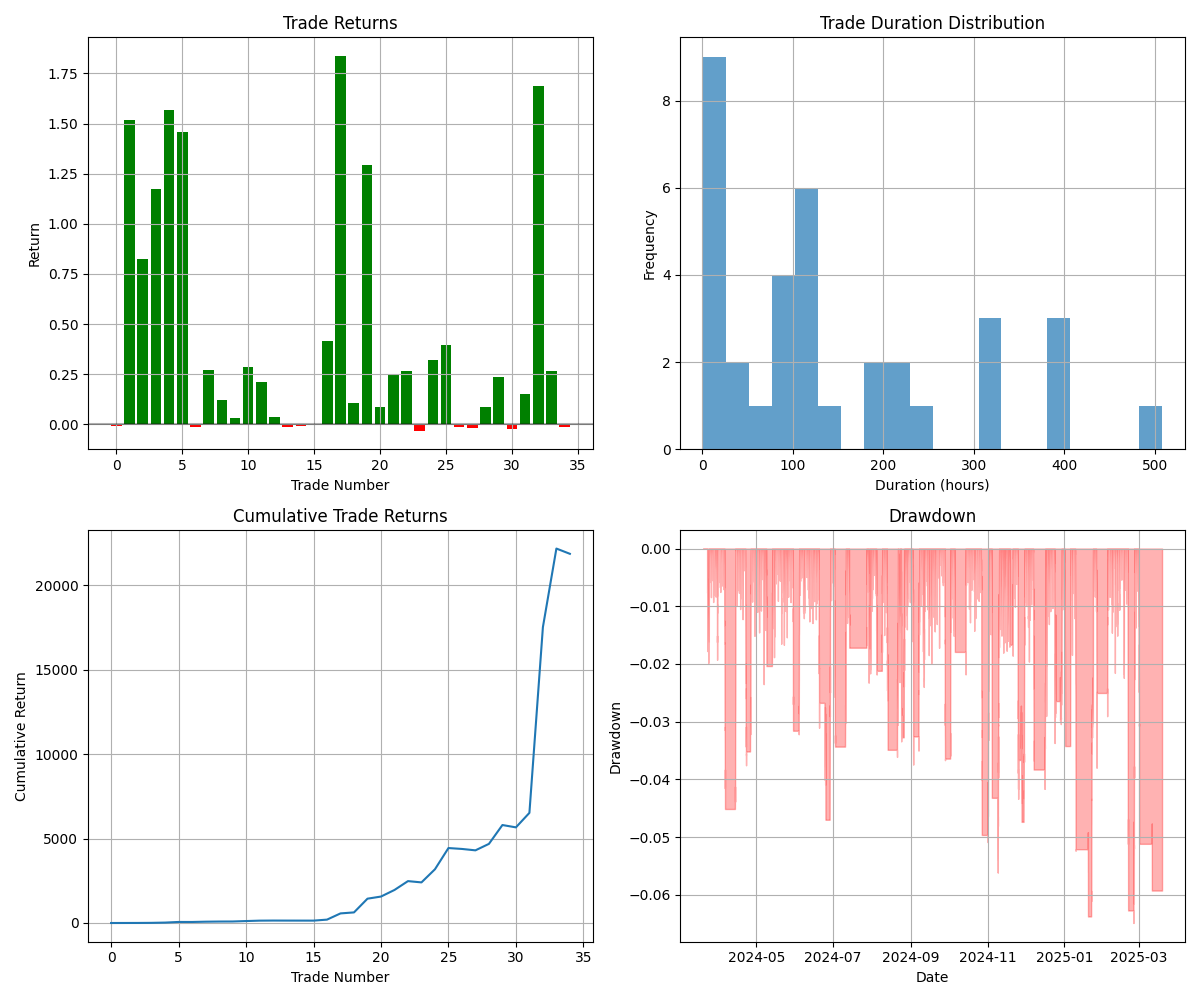 Trade Returns
Return
1.75
1.50
1.25
1.00
0.75
0.50
0.25
0.00
0 5 10 15 20 25 30 35
Trade Number
Trade Duration Distribution
Frequency
8
6
4
2
0
0 100 200 300 400 500
Duration (hours)
Cumulative Trade Returns
Cumulative Return
20000
15000
10000
5000
0
0 5 10 15 20 25 30 35
Trade Number
Drawdown
Drawdown
0.00
−0.01
−0.02
−0.03
−0.04
−0.05
−0.06
2024-05 2024-07 2024-09 2024-11 2025-01 2025-03
Date